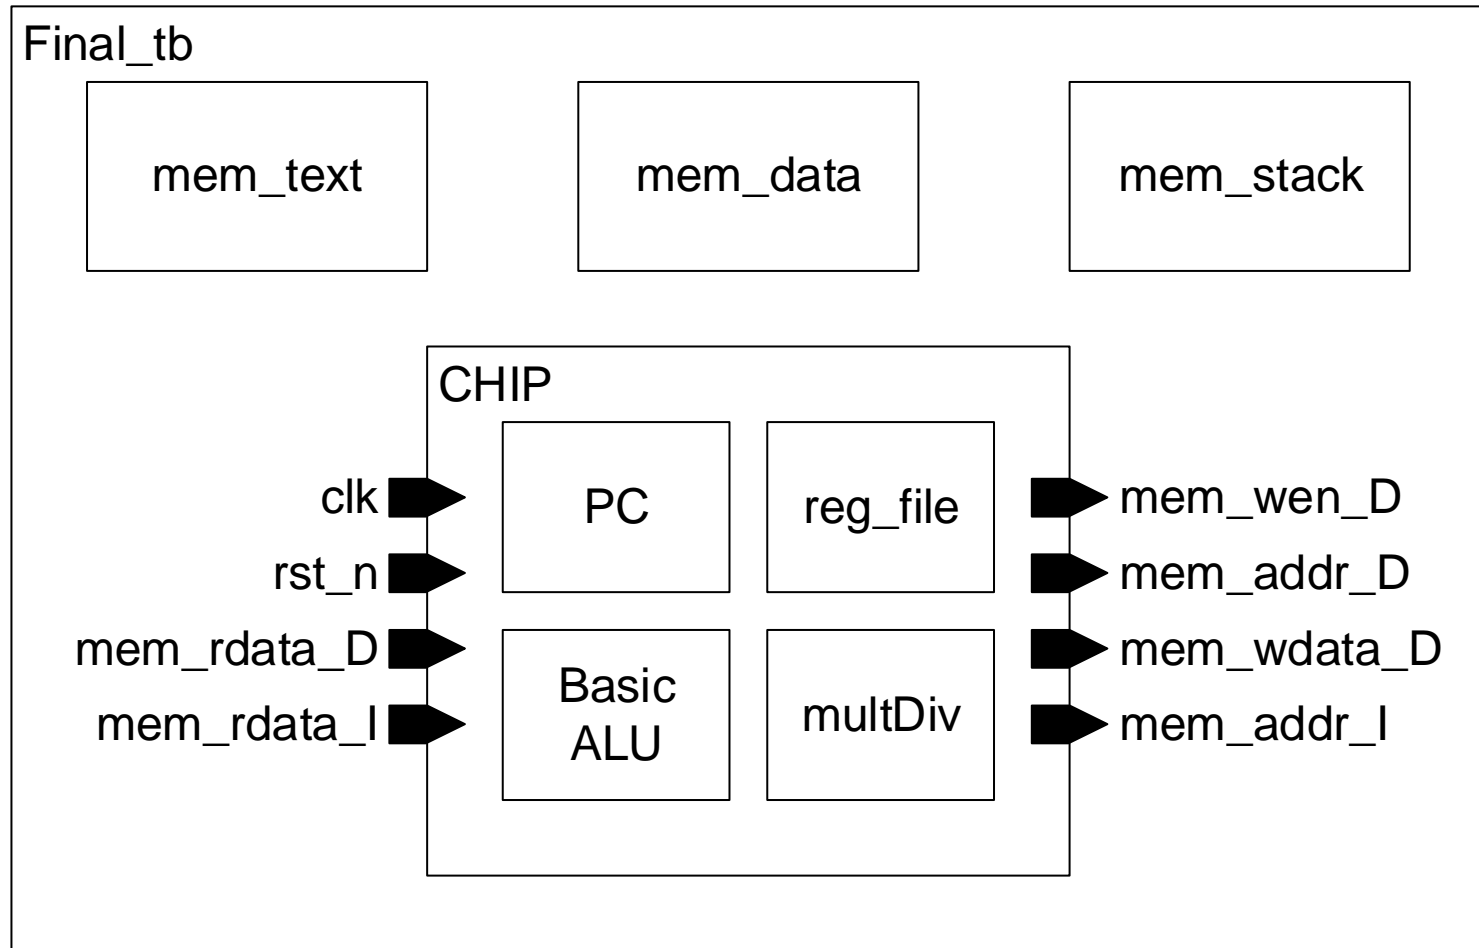 Final_tb
mem_text
mem_data
mem_stack
CHIP
PC
reg_file
Basic
ALU
multDiv
clk
rst_n
mem_rdata_D
mem_rdata_I
mem_wen_D
mem_addr_D
mem_wdata_D
mem_addr_I